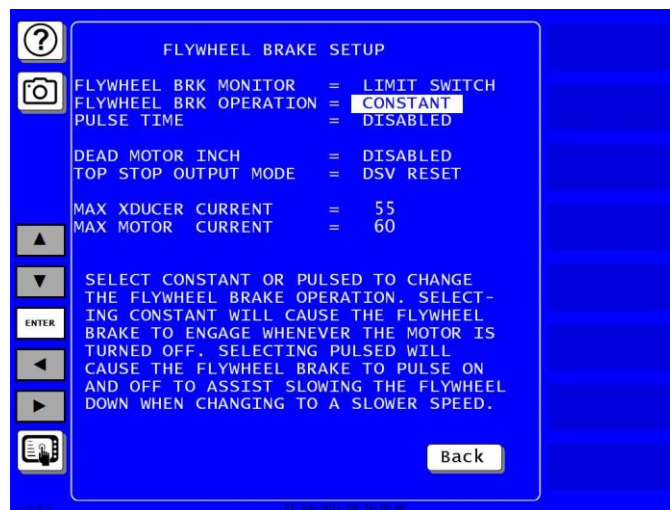 ?
FLYWHEEL BRAKE SETUP
FLYWHEEL BRK MONITOR = LIMIT SWITCH
FLYWHEEL BRK OPERATION = CONSTANT
PULSE TIME = DISABLED
DEAD MOTOR INCH = DISABLED
TOP STOP OUTPUT MODE = DSV RESET
MAX XDUCER CURRENT = 55
MAX MOTOR CURRENT = 60
SELECT CONSTANT OR PULSED TO CHANGE
THE FLYWHEEL BRAKE OPERATION. SELECT-
ING CONSTANT WILL CAUSE THE FLYWHEEL
BRAKE TO ENGAGE WHENEVER THE MOTOR IS
TURNED OFF. SELECTING PULSED WILL
CAUSE THE FLYWHEEL BRAKE TO PULSE ON
AND OFF TO ASSIST SLOWING THE FLYWHEEL
DOWN WHEN CHANGING TO A SLOWER SPEED.
ENTER
Back